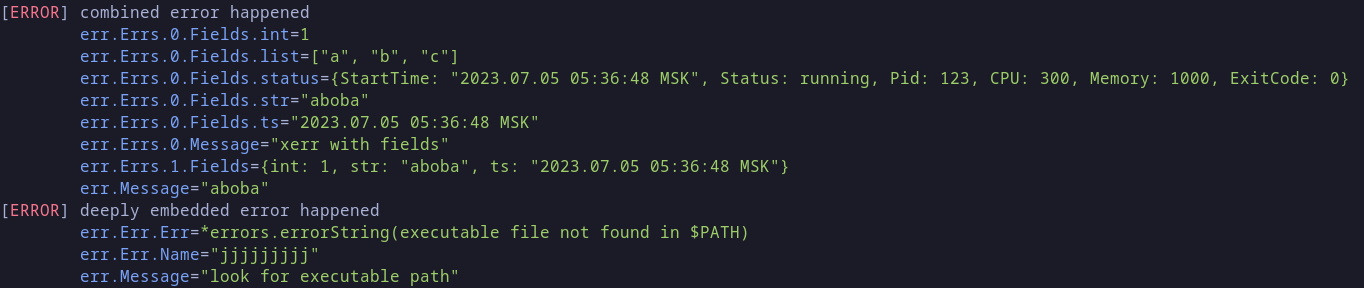 [ERROR] combined error happened
err.Errs.0.Fields.int=1
err.Errs.0.Fields.list=["a", "b", "c"]
err.Errs.0.Fields.status={StartTime: "2023.07.05 05:36:48 MSK", Status: running, Pid: 123, CPU: 300, Memory: 1000, ExitCode: 0}
err.Errs.0.Fields.str="aboba"
err.Errs.0.Fields.ts="2023.07.05 05:36:48 MSK"
err.Errs.0.Message="xerr with fields"
err.Errs.1.Fields={int: 1, str: "aboba", ts: "2023.07.05 05:36:48 MSK"}
err.Message="aboba"
[ERROR] deeply embedded error happened
err.Err.Err=*errors.errorString(executable file not found in $PATH)
err.Err.Name="jjjjjjjjj"
err.Message="look for executable path"